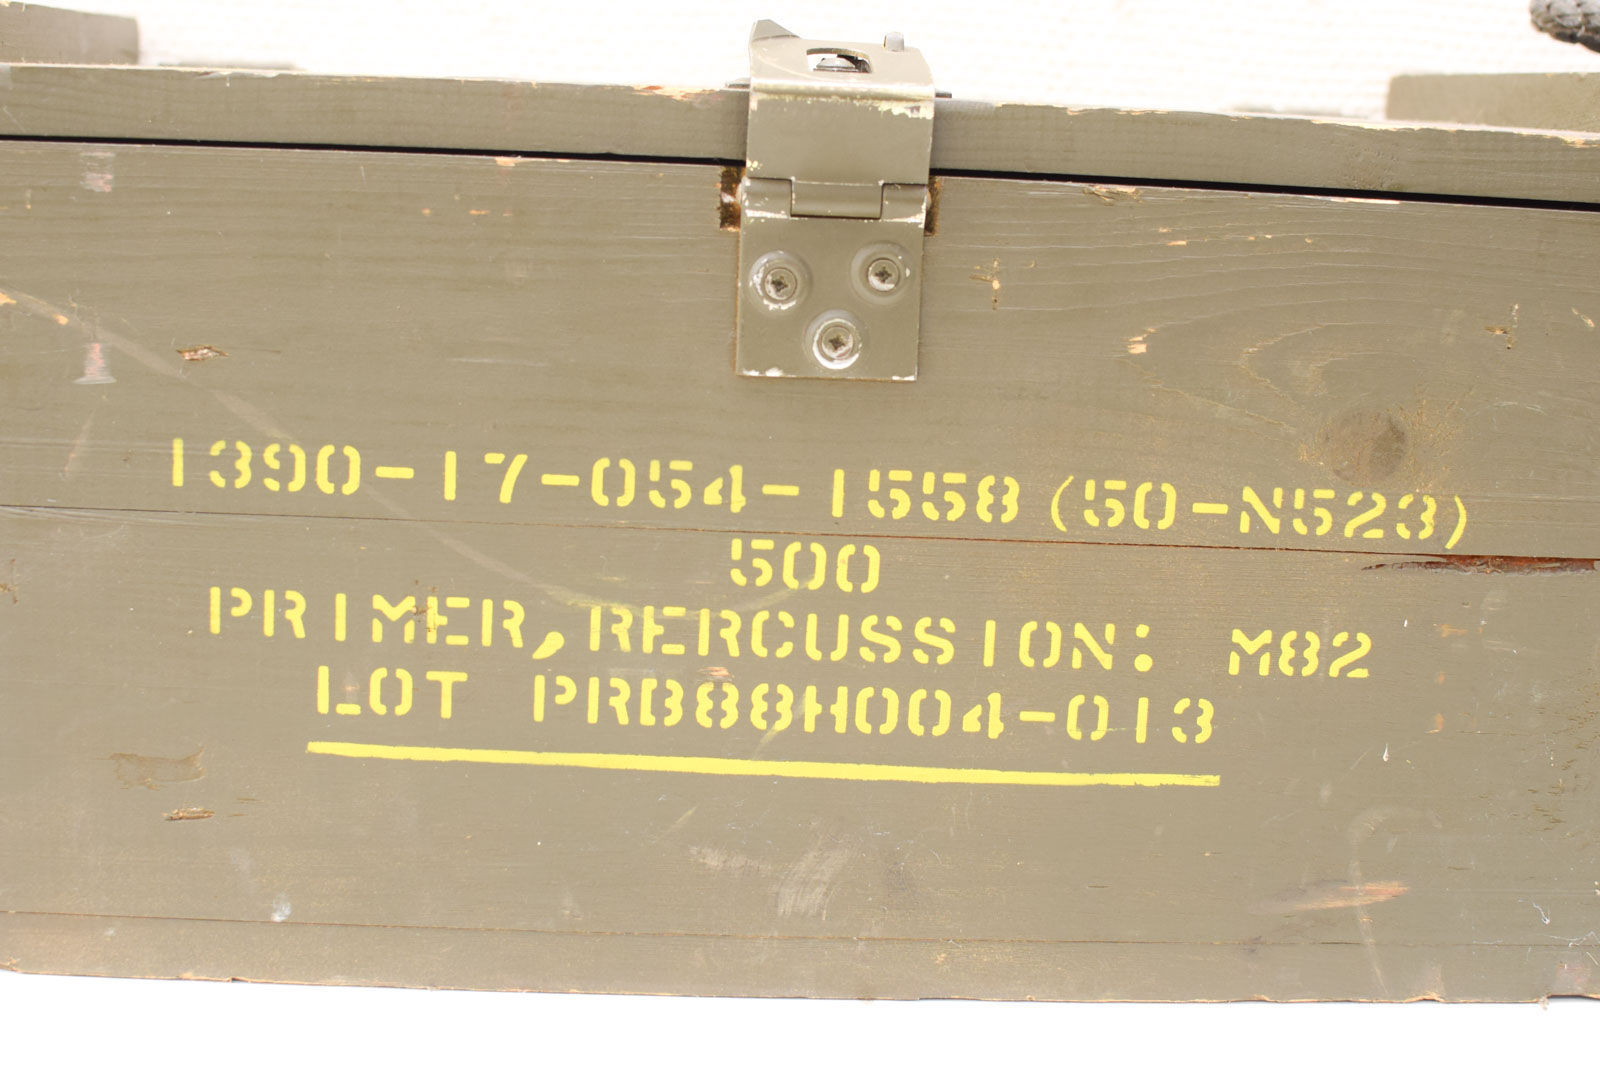 1390-17-054-1558 (50-N523)
500
PRIMER, RERCUSSION: M82
LOT PRB88H004-013